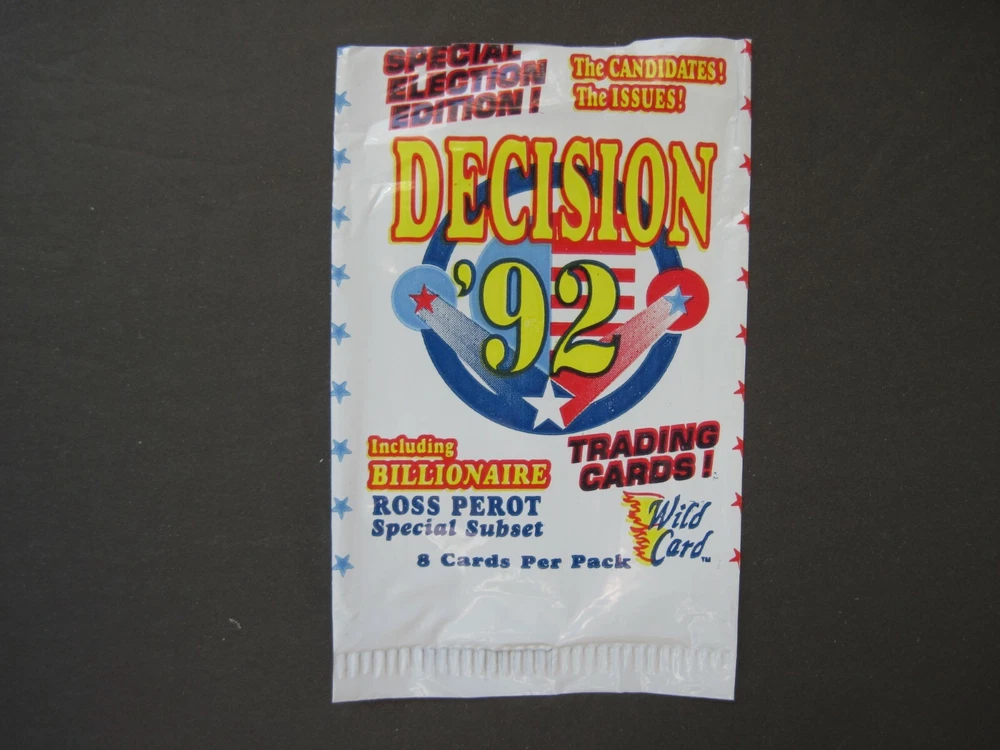 SPECIAL
ELECTION
EDITION!
The CANDIDATES!
The ISSUES!
DECISION
'92
Including
BILLIONAIRE
ROSS PEROT
Special Subset
TRADING
CARDS!
Wild
Card™
8 Cards Per Pack